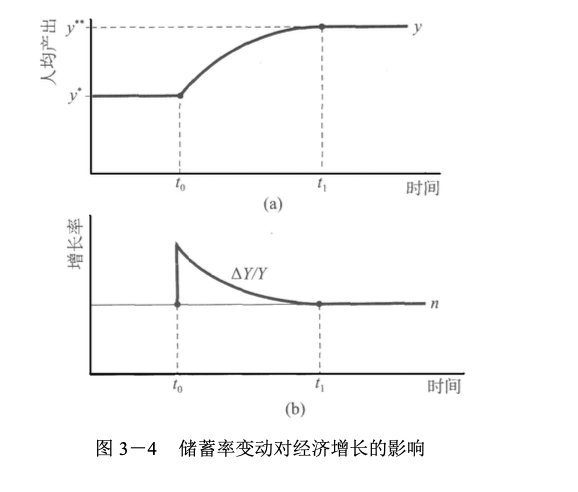 人均产出
y**
y
y*
t₀
t₁
时间
(a)
增长率
ΔY/Y
n
t₀
t₁
时间
(b)
图 3－4 储蓄率变动对经济增长的影响